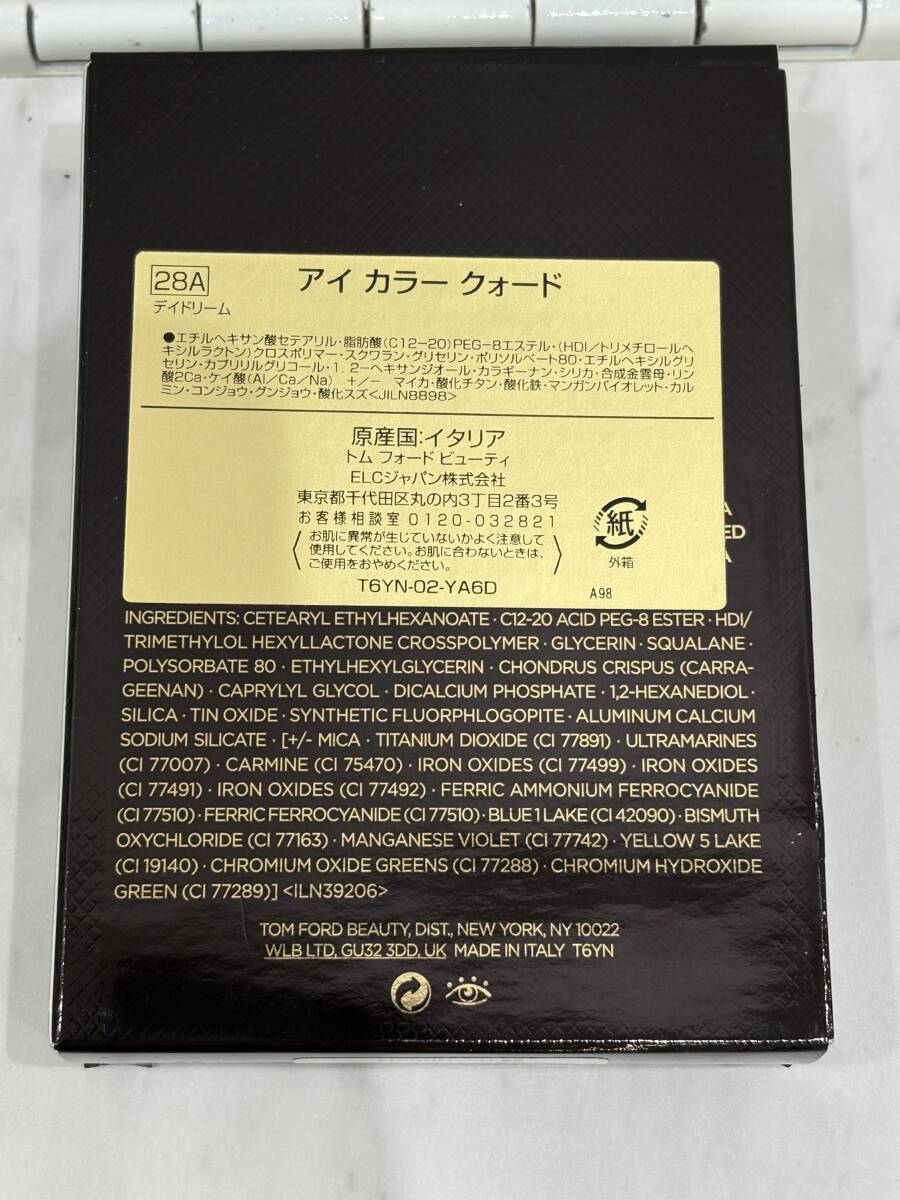 28A
アイ カラー クォード
デイドリーム
●エチルヘキサン酸セテアリル・脂肪酸(C12-20)PEG-8エステル・(HDI/トリメチロールヘ
キシルラクトン)クロスポリマー・スクワラン・グリセリン・ポリソルベート80・エチルヘキシルグリ
セリン・カプリリルグリコール・1，2-ヘキサンジオール・カラギーナン・シリカ・合成金雲母・リン
酸2Ca・ケイ酸(Al/Ca/Na) +/- マイカ・酸化チタン・酸化鉄・マンガンバイオレット・カル
ミン・コンジョウ・グンジョウ・酸化スズ<JILN8898>
原産国:イタリア
トム フォード ビューティ
ELCジャパン株式会社
東京都千代田区丸の内3丁目2番3号
お客様相談室 0120-032821
お肌に異常が生じていないかよく注意して
使用してください。お肌に合わないときは、
ご使用をおやめください。
紙
外箱
T6YN-02-YA6D
A98
A
ED
A
INGREDIENTS: CETEARYL ETHYLHEXANOATE · C12-20 ACID PEG-8 ESTER · HDI/
TRIMETHYLOL HEXYLLACTONE CROSSPOLYMER · GLYCERIN · SQUALANE ·
POLYSORBATE 80 · ETHYLHEXYLGLYCERIN · CHONDRUS CRISPUS (CARRA-
GEENAN) · CAPRYLYL GLYCOL · DICALCIUM PHOSPHATE · 1,2-HEXANEDIOL ·
SILICA · TIN OXIDE · SYNTHETIC FLUORPHLOGOPITE · ALUMINUM CALCIUM
SODIUM SILICATE · [+/- MICA · TITANIUM DIOXIDE (CI 77891) · ULTRAMARINES
(CI 77007) · CARMINE (CI 75470) · IRON OXIDES (CI 77499) · IRON OXIDES
(CI 77491) · IRON OXIDES (CI 77492) · FERRIC AMMONIUM FERROCYANIDE
(CI 77510) · FERRIC FERROCYANIDE (CI 77510) · BLUE 1 LAKE (CI 42090) · BISMUTH
OXYCHLORIDE (CI 77163) · MANGANESE VIOLET (CI 77742) · YELLOW 5 LAKE
(CI 19140) · CHROMIUM OXIDE GREENS (CI 77288) · CHROMIUM HYDROXIDE
GREEN (CI 77289)] <ILN39206>
TOM FORD BEAUTY, DIST., NEW YORK, NY 10022
WLB LTD, GU32 3DD, UK MADE IN ITALY T6YN